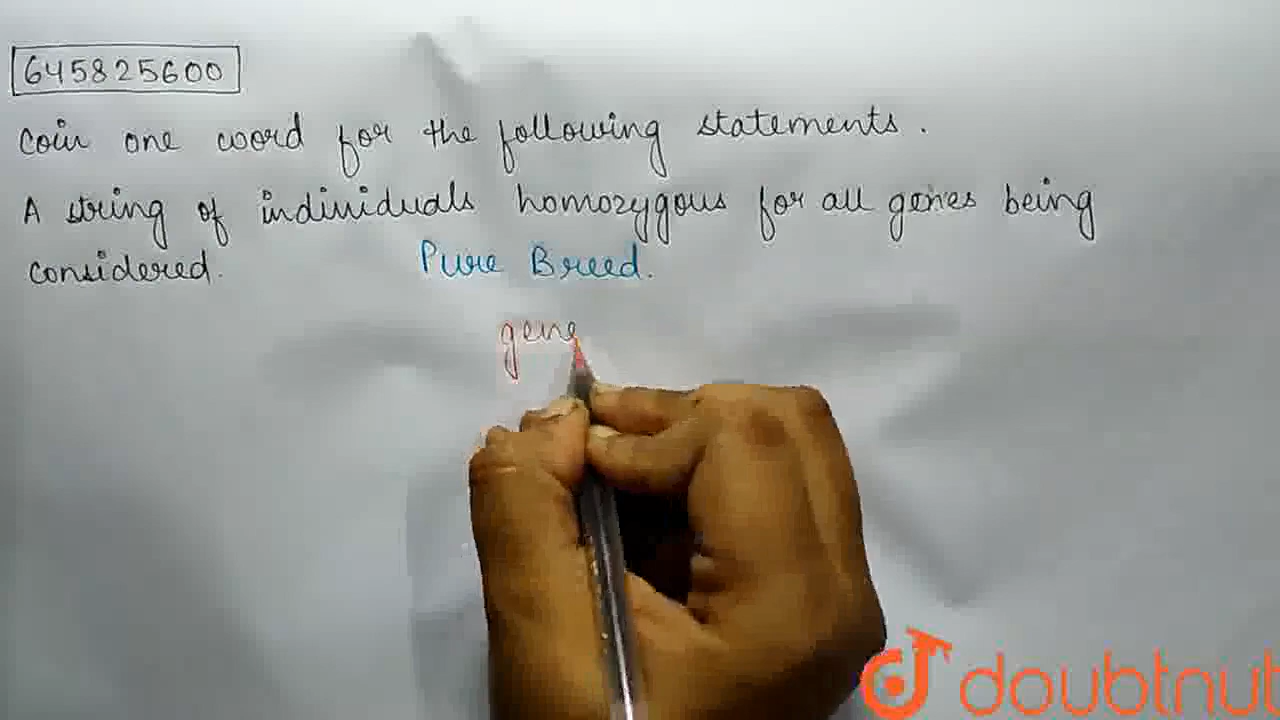 645825600
Coin one word for the following statements.
A string of individuals homozygous for all genes being
considered.
Pure Breed.
gene
doubtnut